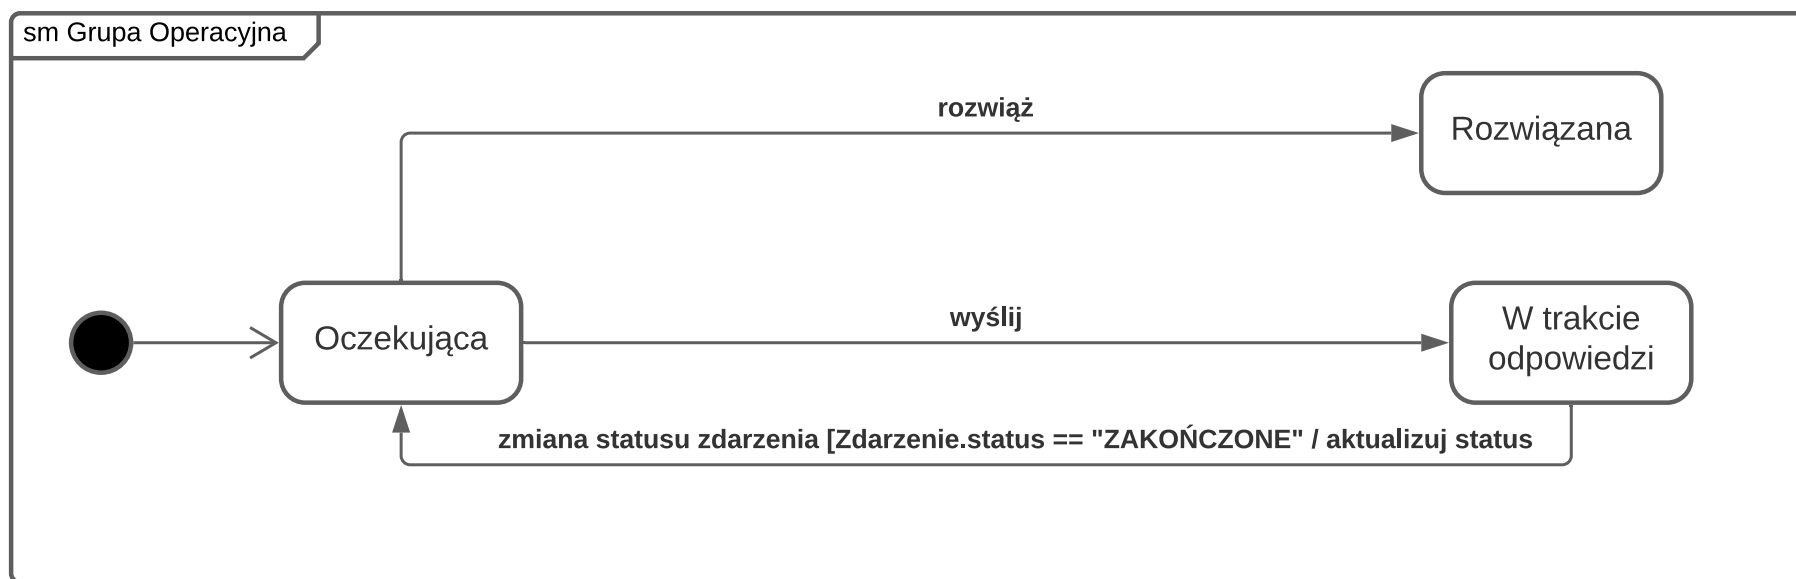 sm Grupa Operacyjna
rozwiąż
Rozwiązana
Oczekująca
wyślij
W trakcie
odpowiedzi
zmiana statusu zdarzenia [Zdarzenie.status == "ZAKOŃCZONE" / aktualizuj status